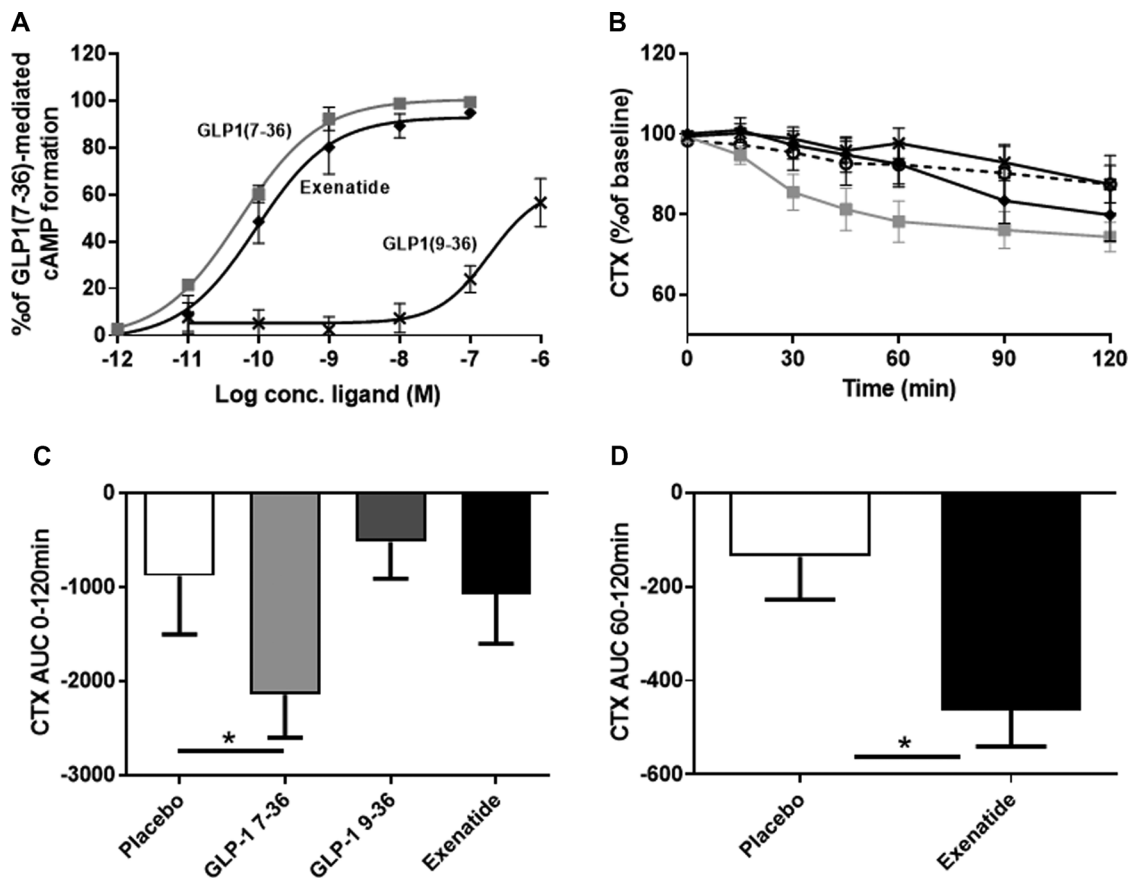 A
%of GLP1(7-36)-mediated
cAMP formation
120
100
80
60
40
20
0
GLP1(7-36)
Exenatide
GLP1(9-36)
-12 -11 -10 -9 -8 -7 -6
Log conc. ligand (M)
B
CTX (%of baseline)
120
100
80
60
0 30 60 90 120
Time (min)
C
CTX AUC 0-120min
0
-1000
-2000
-3000
*
Placebo
GLP-1 7-36
GLP-1 9-36
Exenatide
D
CTX AUC 60-120min
0
-200
-400
-600
*
Placebo
Exenatide